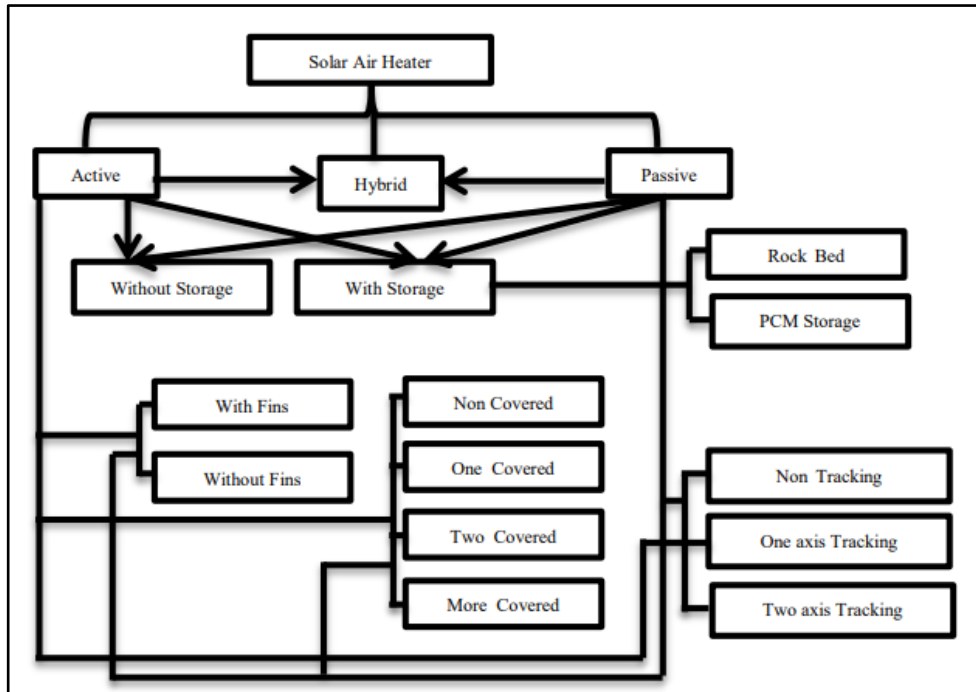 Solar Air Heater
Active
Hybrid
Passive
Without Storage
With Storage
Rock Bed
PCM Storage
With Fins
Without Fins
Non Covered
One Covered
Two Covered
More Covered
Non Tracking
One axis Tracking
Two axis Tracking